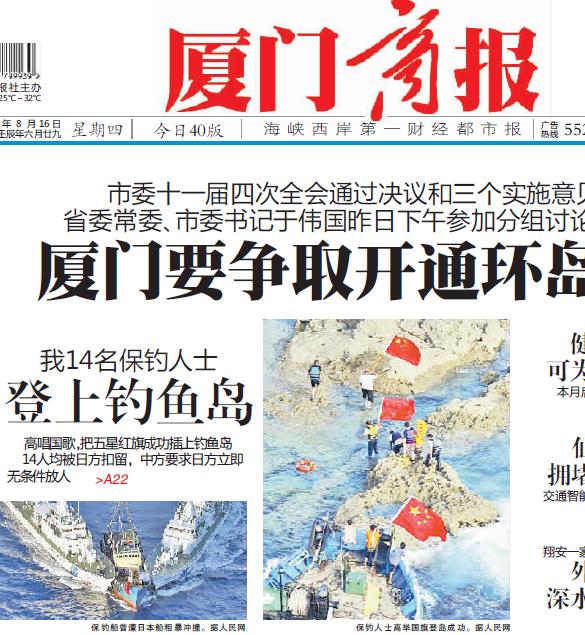 厦门商报
报社主办
25℃~32℃
年8月16日
壬辰年六月廿九
星期四
今日40版
海峡西岸第一财经都市报
广告
热线
552
市委十一届四次全会通过决议和三个实施意见
省委常委、市委书记于伟国昨日下午参加分组讨论
厦门要争取开通环岛
我14名保钓人士
登上钓鱼岛
高唱国歌,把五星红旗成功插上钓鱼岛
14人均被日方扣留，中方要求日方立即
无条件放人 >A22
保钓船曾遭日本船粗暴冲撞。据人民网
保钓人士高举国旗登岛成功。据人民网
可为
本月底
拥堵
交通智能
翔安一家
深水